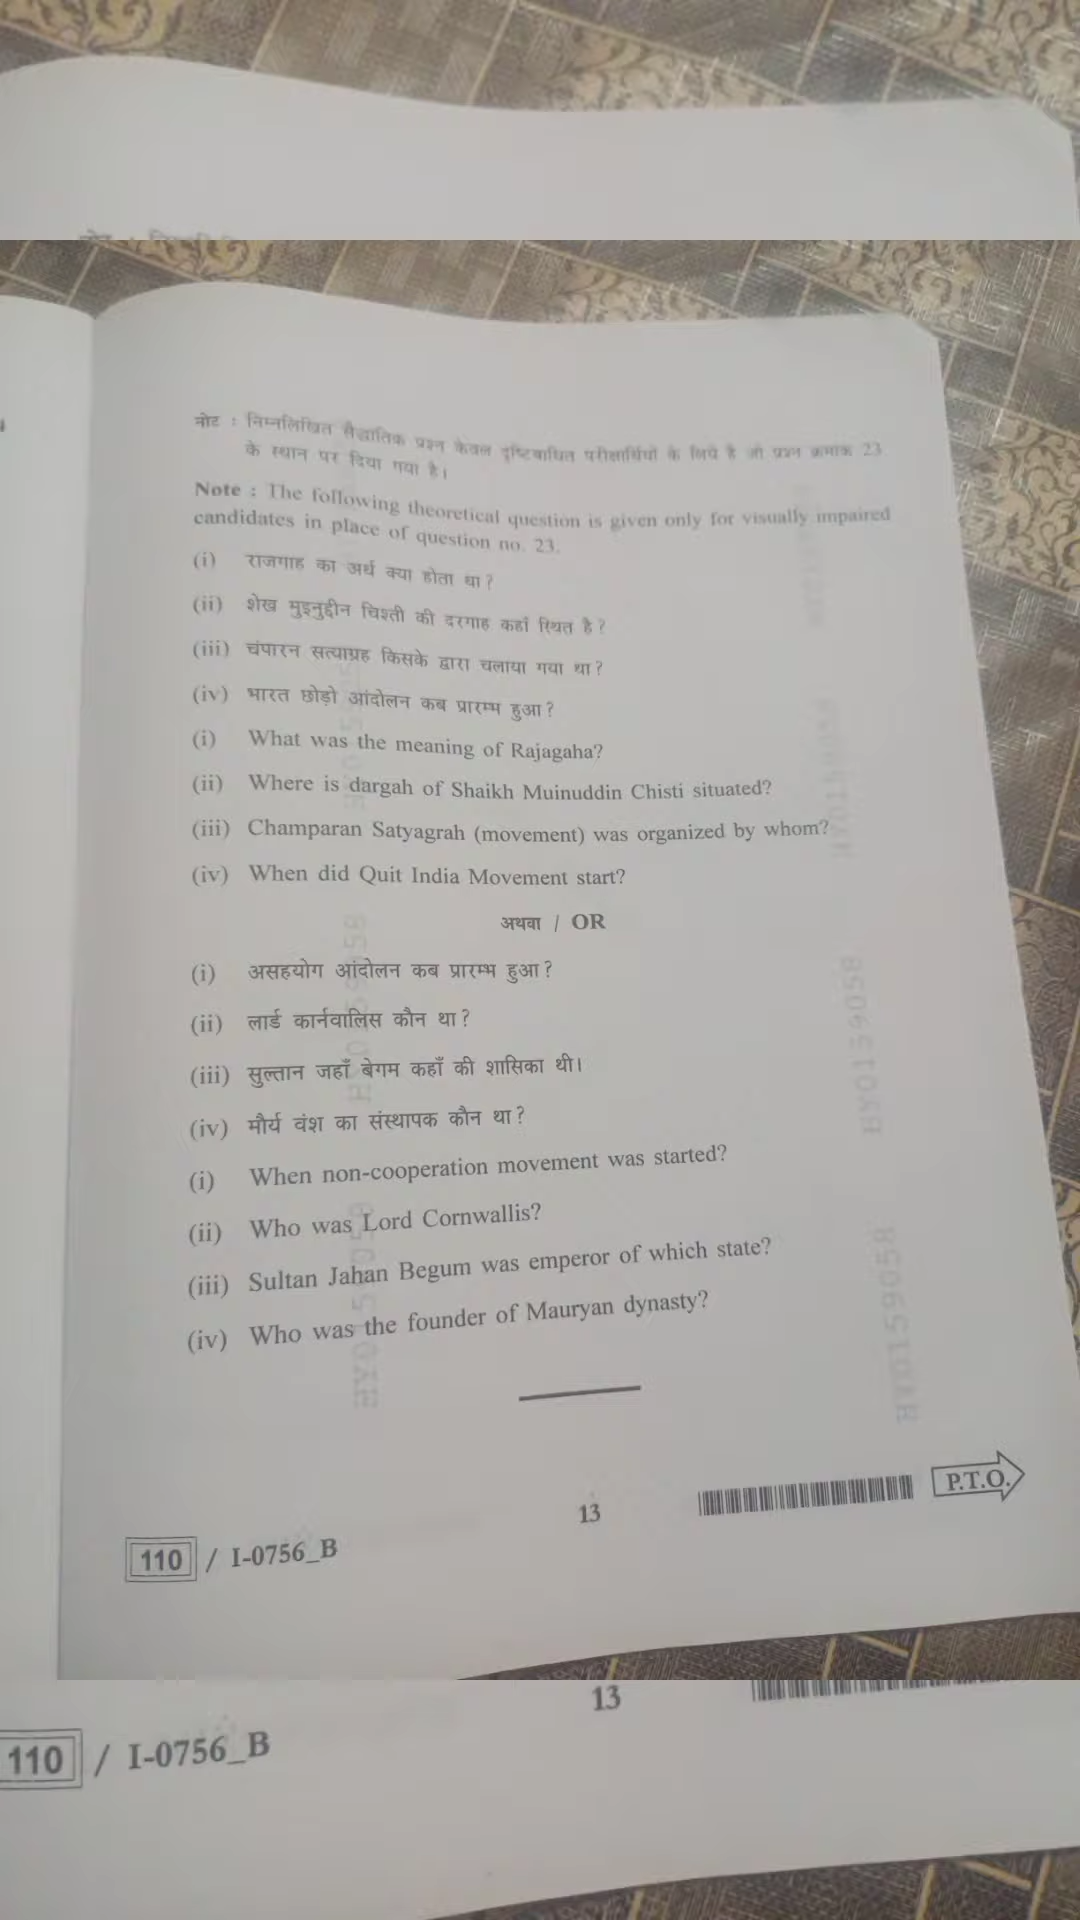 नोट : निम्नलिखित सैद्धांतिक प्रश्न केवल दृष्टिबाधित परीक्षार्थियों के लिये है जो प्रश्न क्रमांक 23
के स्थान पर दिया गया है।
Note : The following theoretical question is given only for visually impaired
candidates in place of question no. 23.
(i) राजगाह का अर्थ क्या होता था?
(ii) शेख मुइनुद्दीन चिश्ती की दरगाह कहाँ स्थित है?
(iii) चंपारन सत्याग्रह किसके द्वारा चलाया गया था?
(iv) भारत छोड़ो आंदोलन कब प्रारम्भ हुआ?
(i) What was the meaning of Rajagaha?
(ii) Where is dargah of Shaikh Muinuddin Chisti situated?
(iii) Champaran Satyagrah (movement) was organized by whom?
(iv) When did Quit India Movement start?
अथवा / OR
(i) असहयोग आंदोलन कब प्रारम्भ हुआ?
(ii) लार्ड कार्नवालिस कौन था?
(iii) सुल्तान जहाँ बेगम कहाँ की शासिका थी।
(iv) मौर्य वंश का संस्थापक कौन था?
(i) When non-cooperation movement was started?
(ii) Who was Lord Cornwallis?
(iii) Sultan Jahan Begum was emperor of which state?
(iv) Who was the founder of Mauryan dynasty?
HY0159058
HY0159058
HY0159058
HY0159058
HY0159058
13
P.T.O.
110 / I-0756_B
13
110 / I-0756_B